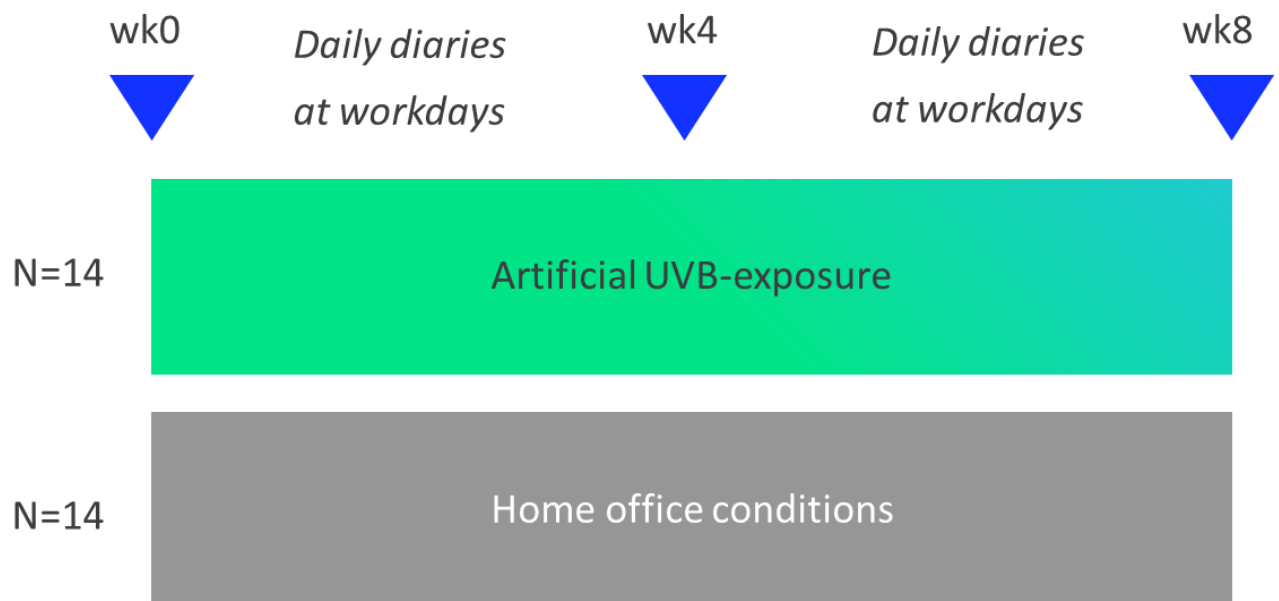 wk0
Daily diaries
at workdays
wk4
Daily diaries
at workdays
wk8
N=14
Artificial UVB-exposure
N=14
Home office conditions